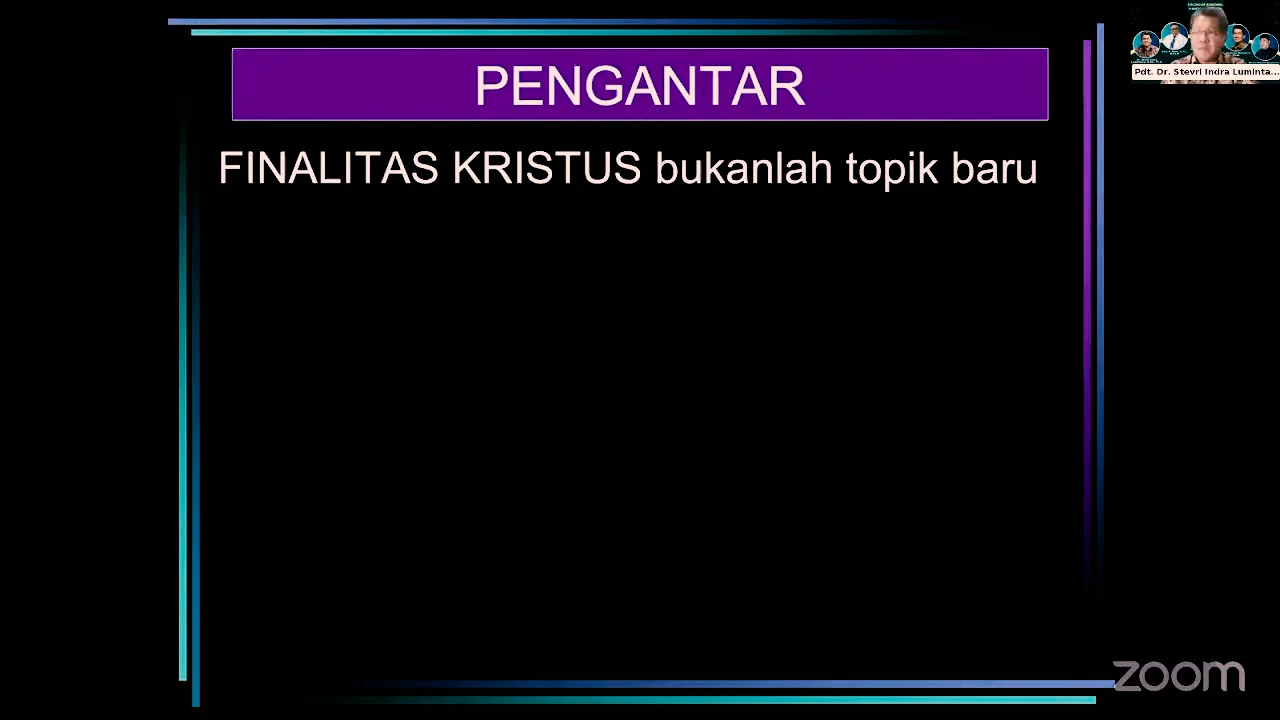 PENGANTAR
FINALITAS KRISTUS bukanlah topik baru
Pdt. Dr. Stevri Indra Luminta...
zoom